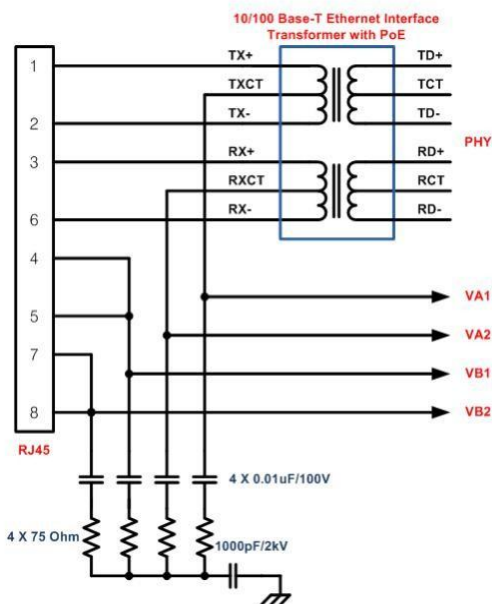 10/100 Base-T Ethernet Interface
Transformer with PoE
1
TX+
TD+
TXCT
TCT
2
TX-
TD-
PHY
3
RX+
RD+
RXCT
RCT
6
RX-
RD-
4
VA1
5
VA2
7
VB1
8
VB2
RJ45
4 X 0.01uF/100V
4 X 75 Ohm
1000pF/2kV